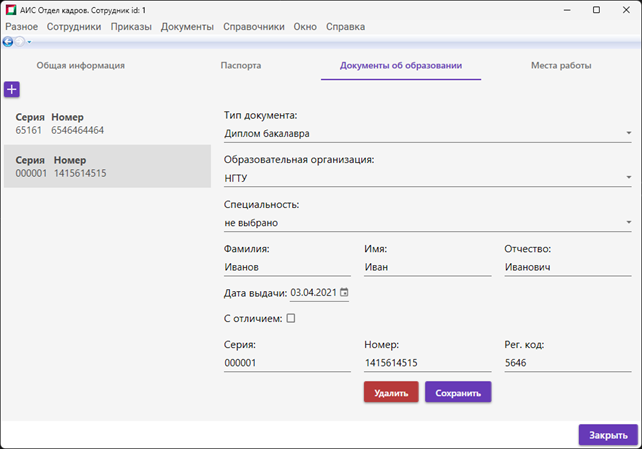 АИС Отдел кадров. Сотрудник id: 1
Разное Сотрудники Приказы Документы Справочники Окно Справка
Общая информация Паспорта Документы об образовании Места работы
+
Серия Номер
65161 6546464464
Серия Номер
000001 1415614515
Тип документа:
Диплом бакалавра
Образовательная организация:
НГТУ
Специальность:
не выбрано
Фамилия: Имя: Отчество:
Иванов Иван Иванович
Дата выдачи: 03.04.2021
С отличием:
Серия: Номер: Рег. код:
000001 1415614515 5646
Удалить Сохранить
Закрыть